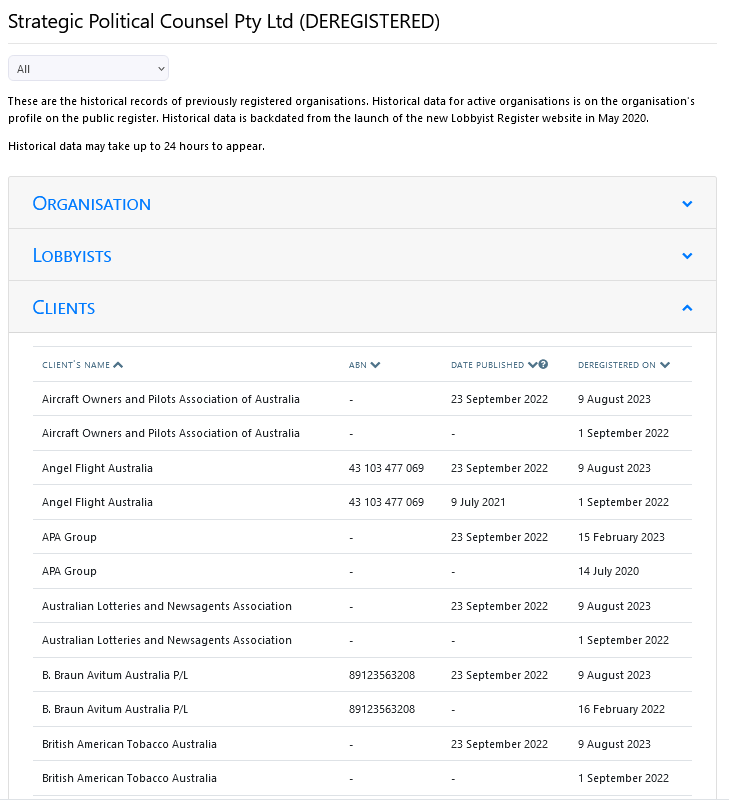 Strategic Political Counsel Pty Ltd (DEREGISTERED)
All
These are the historical records of previously registered organisations. Historical data for active organisations is on the organisation's
profile on the public register. Historical data is backdated from the launch of the new Lobbyist Register website in May 2020.
Historical data may take up to 24 hours to appear.
ORGANISATION
LOBBYISTS
CLIENTS
CLIENT'S NAME ABN DATE PUBLISHED DEREGISTERED ON
Aircraft Owners and Pilots Association of Australia - 23 September 2022 9 August 2023
Aircraft Owners and Pilots Association of Australia - - 1 September 2022
Angel Flight Australia 43 103 477 069 23 September 2022 9 August 2023
Angel Flight Australia 43 103 477 069 9 July 2021 1 September 2022
APA Group - 23 September 2022 15 February 2023
APA Group - - 14 July 2020
Australian Lotteries and Newsagents Association - 23 September 2022 9 August 2023
Australian Lotteries and Newsagents Association - - 1 September 2022
B. Braun Avitum Australia P/L 89123563208 23 September 2022 9 August 2023
B. Braun Avitum Australia P/L 89123563208 - 16 February 2022
British American Tobacco Australia - 23 September 2022 9 August 2023
British American Tobacco Australia - - 1 September 2022